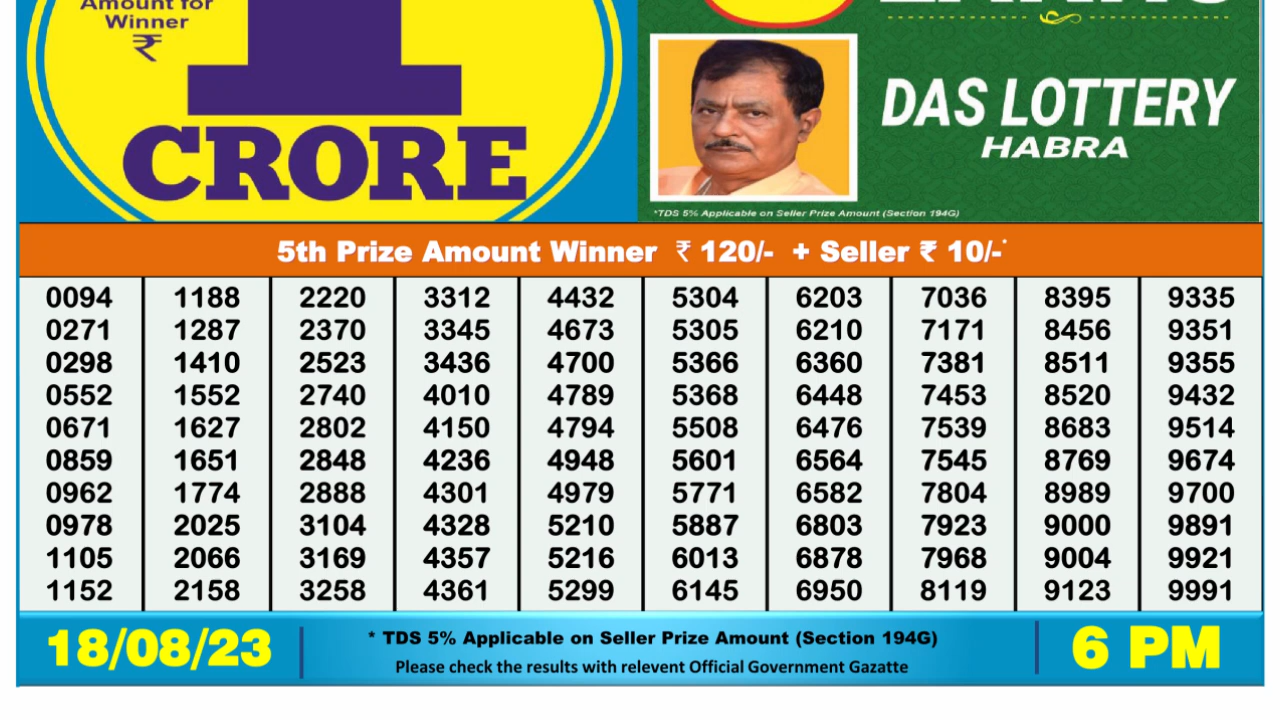 Amount for
Winner
₹
1
CRORE
DAS LOTTERY
HABRA
*TDS 5% Applicable on Seller Prize Amount (Section 194G)
5th Prize Amount Winner ₹ 120/- + Seller ₹ 10/-*
0094 1188 2220 3312 4432 5304 6203 7036 8395 9335
0271 1287 2370 3345 4673 5305 6210 7171 8456 9351
0298 1410 2523 3436 4700 5366 6360 7381 8511 9355
0552 1552 2740 4010 4789 5368 6448 7453 8520 9432
0671 1627 2802 4150 4794 5508 6476 7539 8683 9514
0859 1651 2848 4236 4948 5601 6564 7545 8769 9674
0962 1774 2888 4301 4979 5771 6582 7804 8989 9700
0978 2025 3104 4328 5210 5887 6803 7923 9000 9891
1105 2066 3169 4357 5216 6013 6878 7968 9004 9921
1152 2158 3258 4361 5299 6145 6950 8119 9123 9991
18/08/23
* TDS 5% Applicable on Seller Prize Amount (Section 194G)
Please check the results with relevent Official Government Gazatte
6 PM